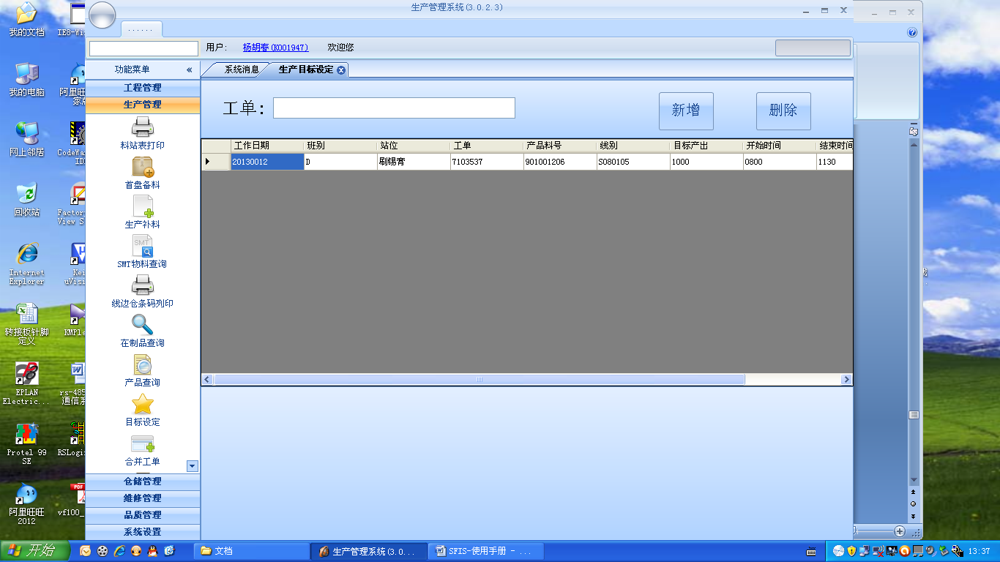 生产管理系统(3.0.2.3)
......
用户:
杨胡春(K001947)
欢迎您
功能菜单
«
工程管理
生产管理
料站表打印
首盘备料
生产补料
SMT
SMT物料查询
线边仓条码列印
在制品查询
产品查询
目标设定
合并工单
仓储管理
维修管理
品质管理
系统设置
系统消息
生产目标设定
工单:
新增
删除
工作日期 班别 站位 工单 产品料号 线别 目标产出 开始时间 结束时间
20130012 D 刷锡膏 7103537 901001206 S080105 1000 0800 1130
我的文档
我的电脑
网上邻居
回收站
Internet
Explorer
转接板针脚
定义
EPLAN
Electric...
Protel 99
SE
阿里旺旺
2012
IE8-Wi
阿里旺
家版
CodeWa
ID
Factor
View S
Kei
uVisi
KMPla
rs-485
通信系
RSLogi
PDF
vf100_
开始
文档
生产管理系统(3.0...
SFIS-使用手册 - ...
13:37